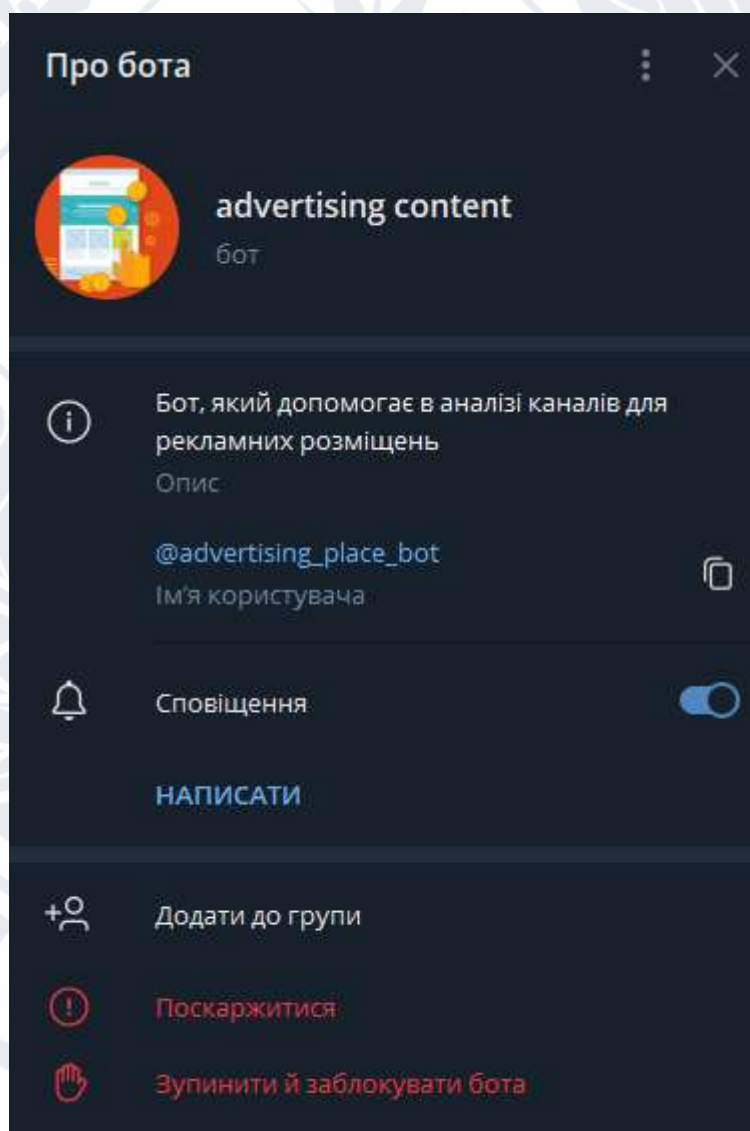 Про бота
advertising content
бот
Бот, який допомогає в аналізі каналів для
рекламних розміщень
Опис
@advertising_place_bot
Ім'я користувача
Сповіщення
НАПИСАТИ
Додати до групи
Поскаржитися
Зупинити й заблокувати бота